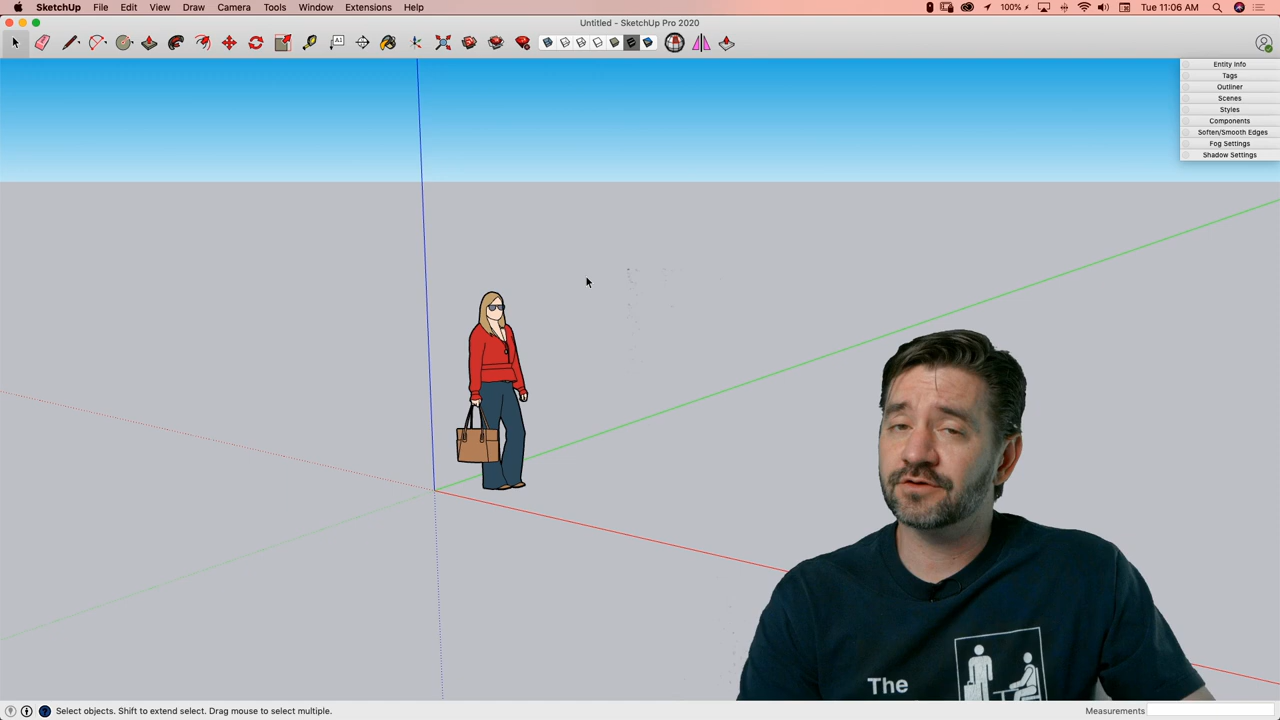 SketchUp File Edit View Draw Camera Tools Window Extensions Help
100% Tue 11:06 AM
Untitled - SketchUp Pro 2020
A1
Entity Info
Tags
Outliner
Scenes
Styles
Components
Soften/Smooth Edges
Fog Settings
Shadow Settings
The
Select objects. Shift to extend select. Drag mouse to select multiple.
Measurements